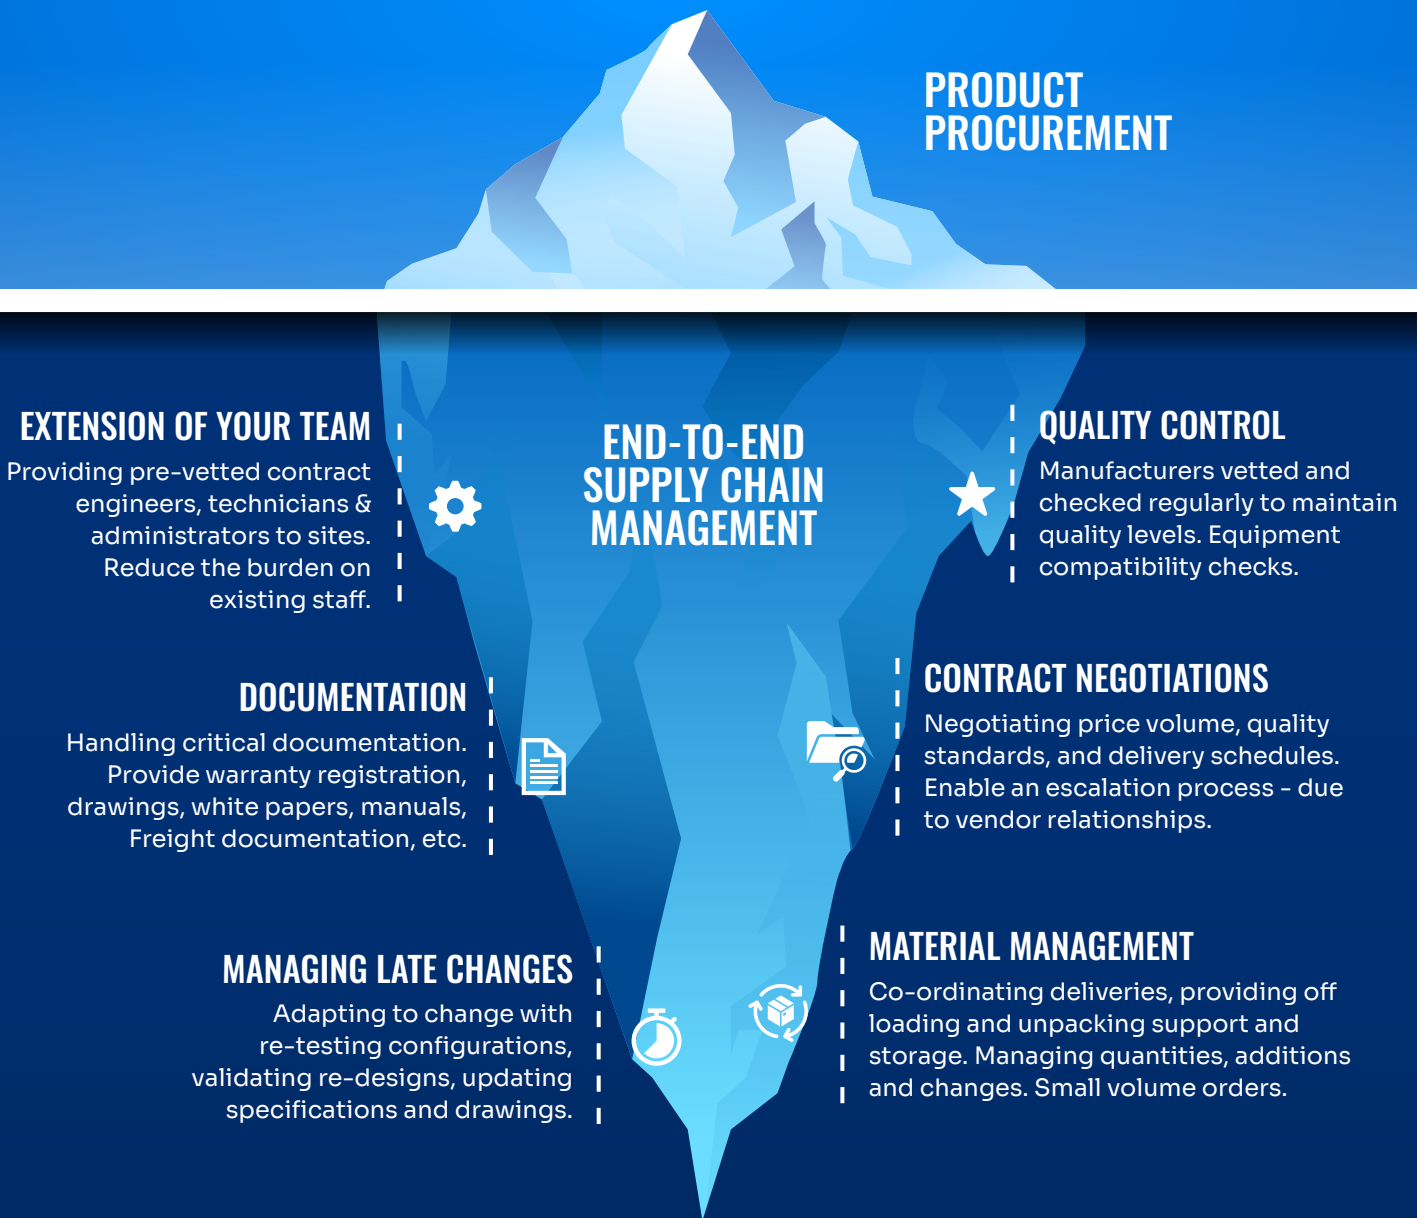 PRODUCT
PROCUREMENT
END-TO-END
SUPPLY CHAIN
MANAGEMENT
EXTENSION OF YOUR TEAM
Providing pre-vetted contract
engineers, technicians &
administrators to sites.
Reduce the burden on
existing staff.
QUALITY CONTROL
Manufacturers vetted and
checked regularly to maintain
quality levels. Equipment
compatibility checks.
DOCUMENTATION
Handling critical documentation.
Provide warranty registration,
drawings, white papers, manuals,
Freight documentation, etc.
CONTRACT NEGOTIATIONS
Negotiating price volume, quality
standards, and delivery schedules.
Enable an escalation process - due
to vendor relationships.
MANAGING LATE CHANGES
Adapting to change with
re-testing configurations,
validating re-designs, updating
specifications and drawings.
MATERIAL MANAGEMENT
Co-ordinating deliveries, providing off
loading and unpacking support and
storage. Managing quantities, additions
and changes. Small volume orders.